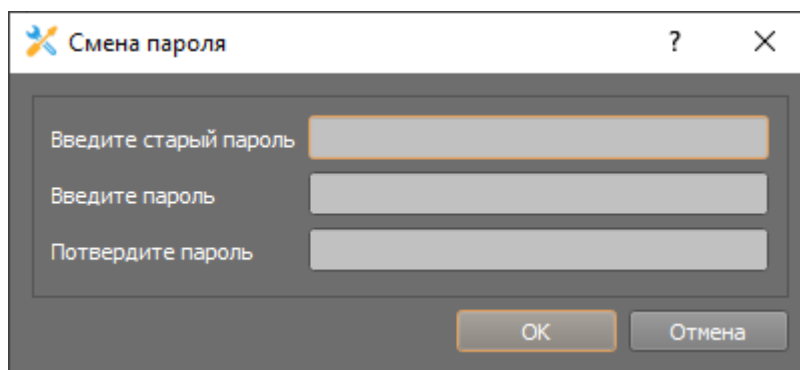 Смена пароля
?
Введите старый пароль
Введите пароль
Потвердите пароль
OK
Отмена